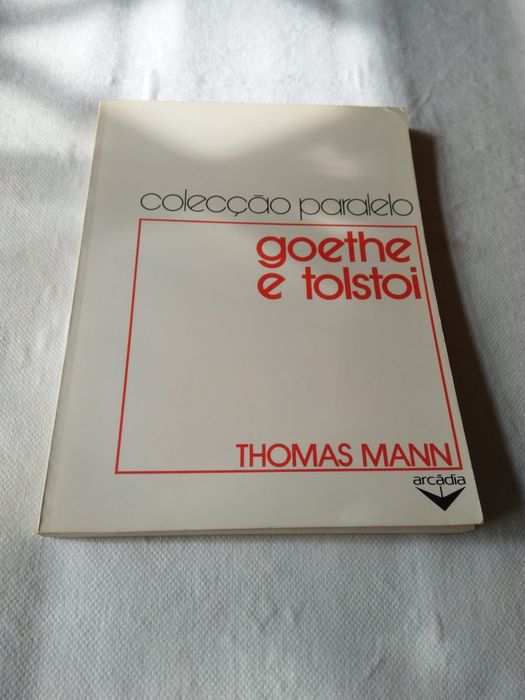 colecção paralelo
goethe
e tolstoi
THOMAS MANN
arcádia